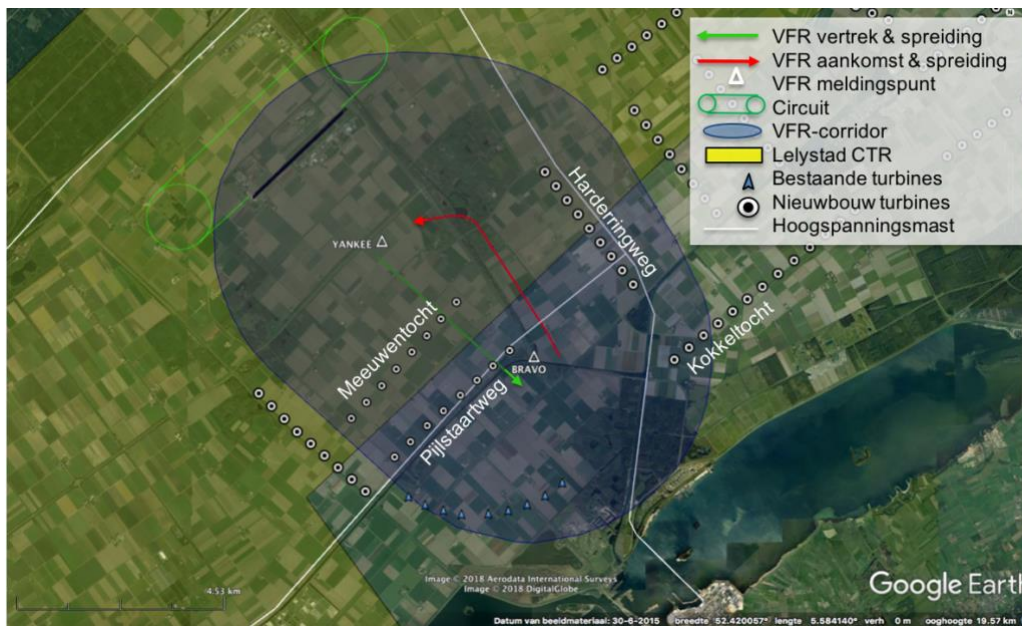 VFR vertrek & spreiding
VFR aankomst & spreiding
VFR meldingspunt
Circuit
VFR-corridor
Lelystad CTR
Bestaande turbines
Nieuwbouw turbines
Hoogspanningsmast
Harderringweg
YANKEE
Meeuwentocht
Kokkeltocht
BRAVO
Pijlstaartweg
Image © 2018 Aerodata International Surveys
Image © 2018 DigitalGlobe
Google Earth
4.53 km
Datum van beeldmateriaal: 30-6-2015 breedte 52.420057° lengte 5.584140° verh 0 m ooghoogte 19.57 km